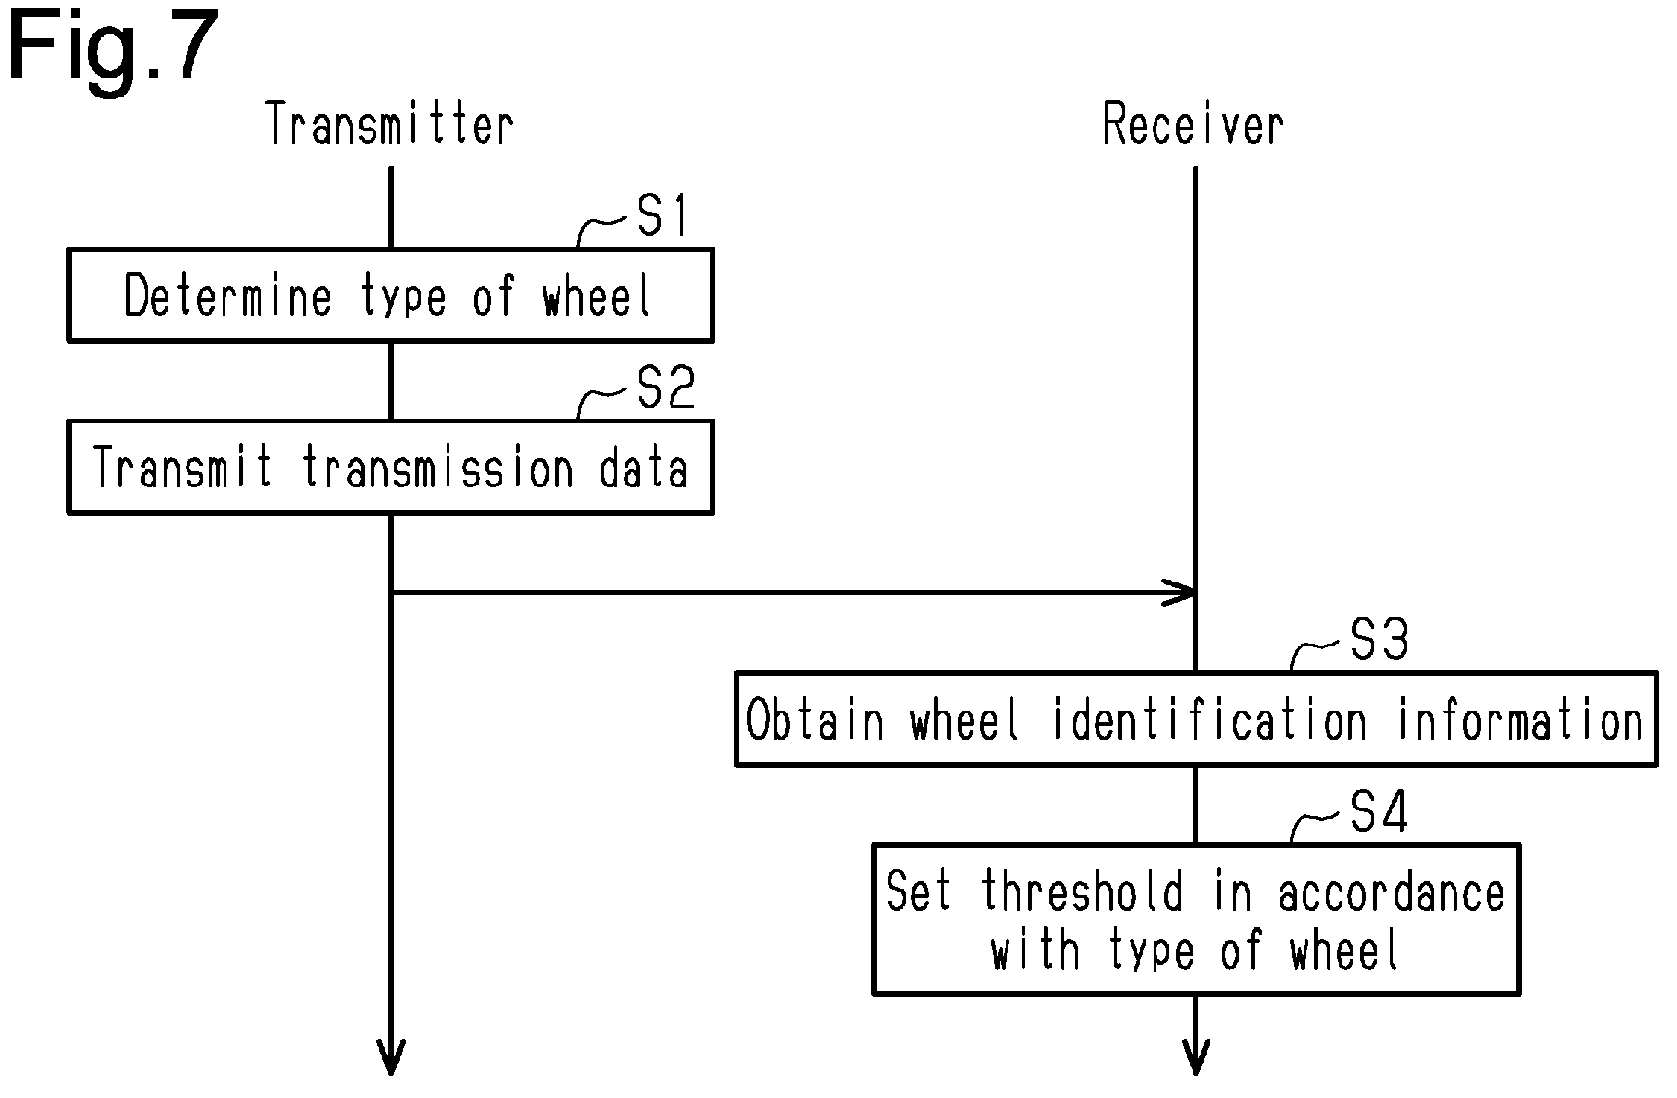 Fig.7
Transmitter
Receiver
S1
Determine type of wheel
S2
Transmit transmission data
S3
Obtain wheel identification information
S4
Set threshold in accordance
with type of wheel